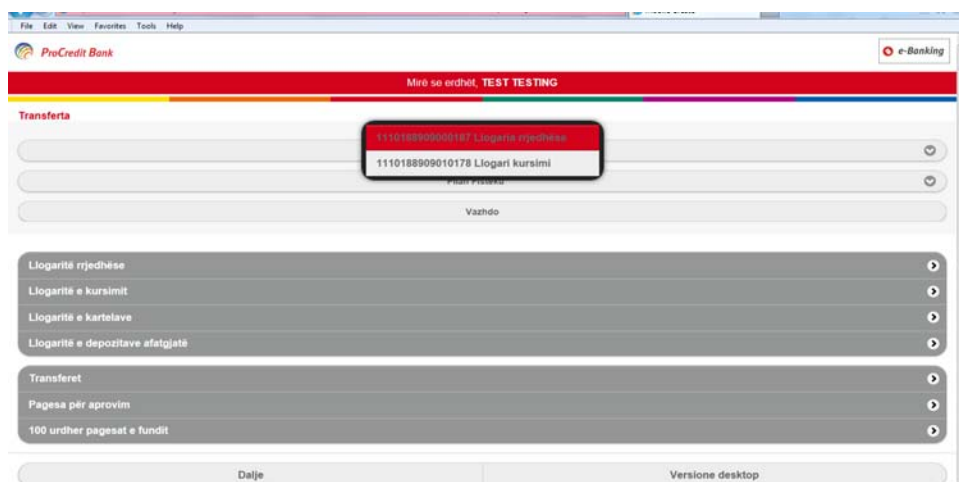 File Edit View Favorites Tools Help
ProCredit Bank
e-Banking
Mirë se erdhët, TEST TESTING
Transferta
1110188909000187 Llogaria rrjedhëse
1110188909010178 Llogari kursimi
Vazhdo
Llogaritë rrjedhëse
Llogaritë e kursimit
Llogaritë e kartelave
Llogaritë e depozitave afatgjatë
Transferet
Pagesa për aprovim
100 urdher pagesat e fundit
Dalje
Versione desktop